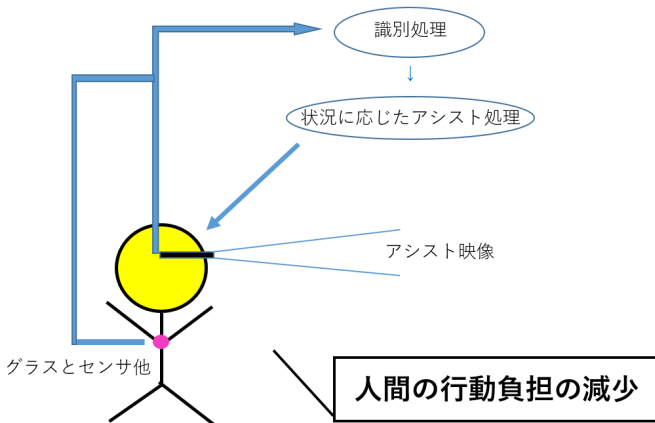 識別処理
↓
状況に応じたアシスト処理
アシスト映像
グラスとセンサ他
人間の行動負担の減少